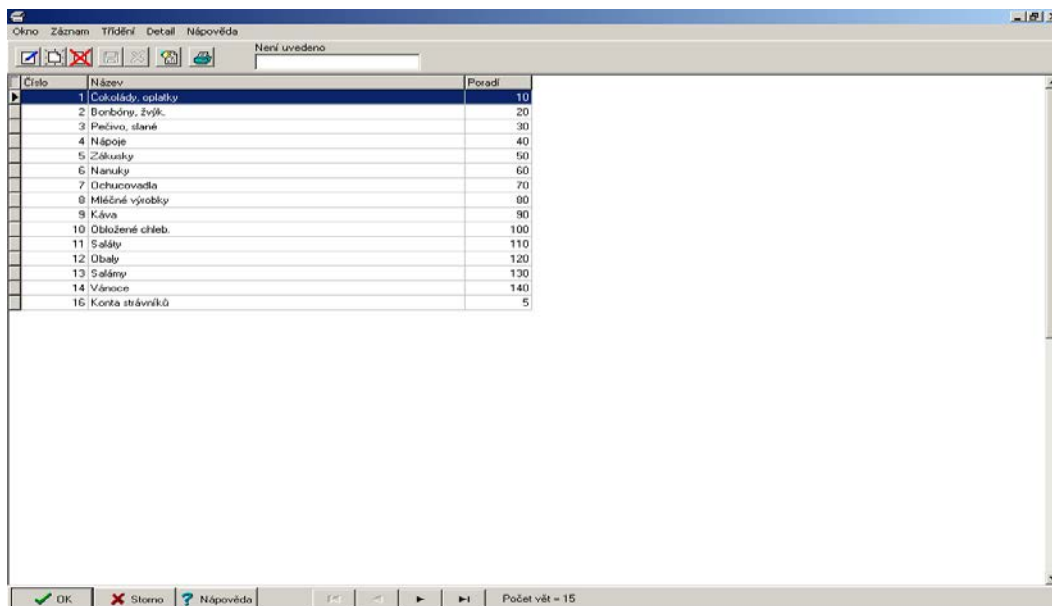 Okno Záznam Třídění Detail Nápověda
Není uvedeno
Číslo Název Pořadí
1 Čokolády, oplatky 10
2 Bonbóny, žvýk. 20
3 Pečivo, slané 30
4 Nápoje 40
5 Zákusky 50
6 Nanuky 60
7 Ochucovadla 70
8 Mléčné výrobky 80
9 Káva 90
10 Obložené chleb. 100
11 Saláty 110
12 Obaly 120
13 Salámy 130
14 Vánoce 140
16 Konta strávníků 5
OK Storno Nápověda Počet vět = 15